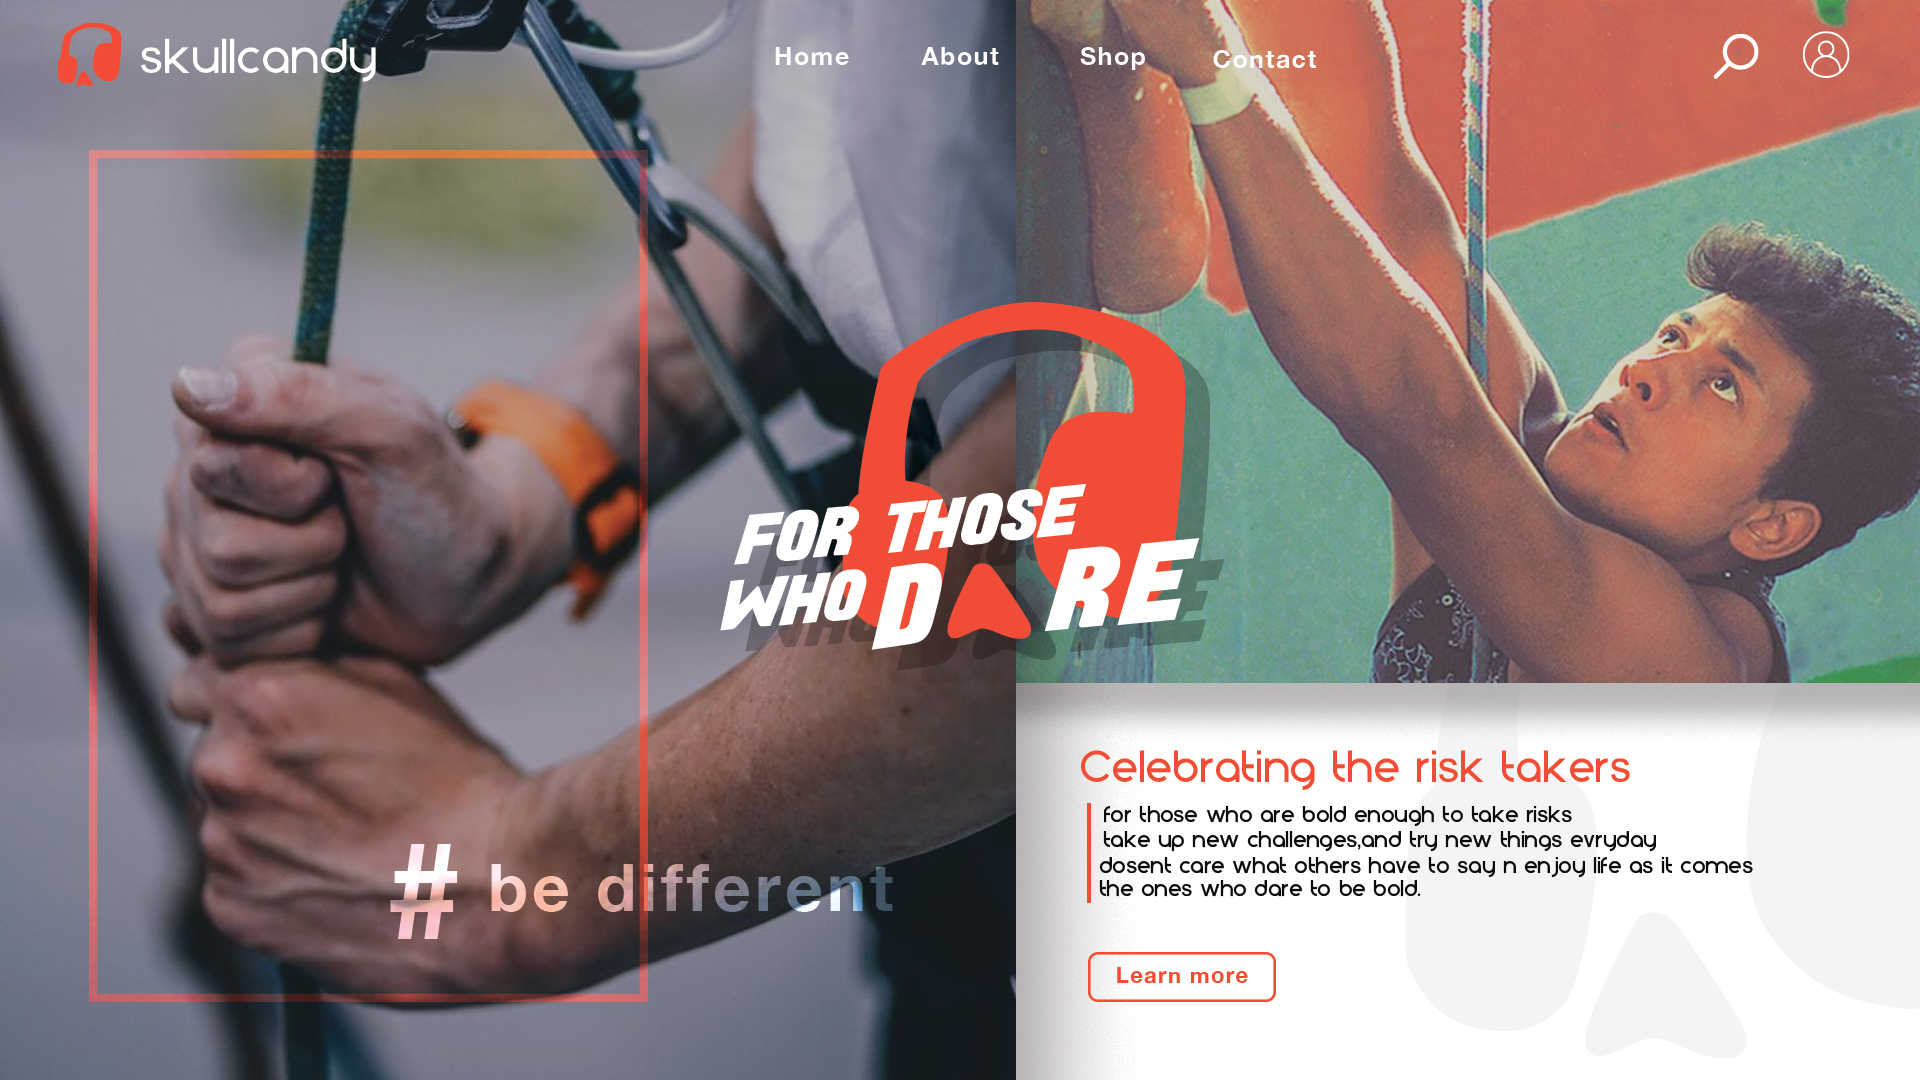 skullcandy
Home About Shop Contact
FOR THOSE
WHO DARE
# be different
Celebrating the risk takers
for those who are bold enough to take risks
take up new challenges,and try new things evryday
dosent care what others have to say n enjoy life as it comes
the ones who dare to be bold.
Learn more